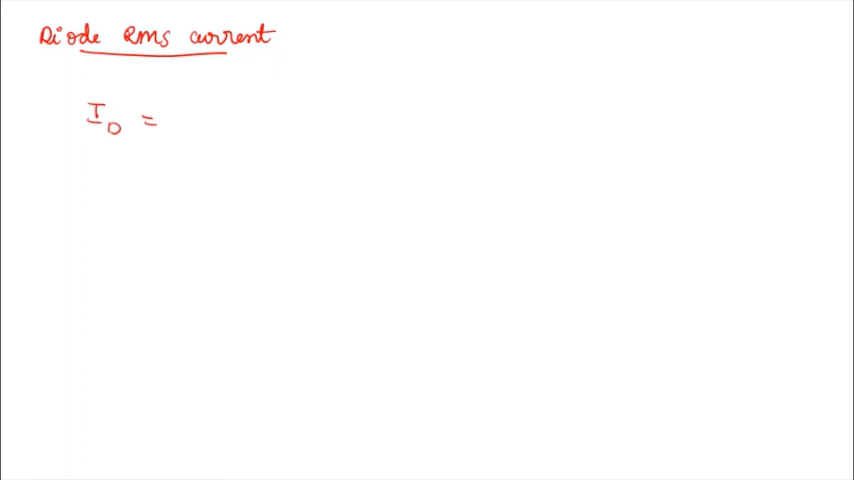 Diode RMS current
I_D =